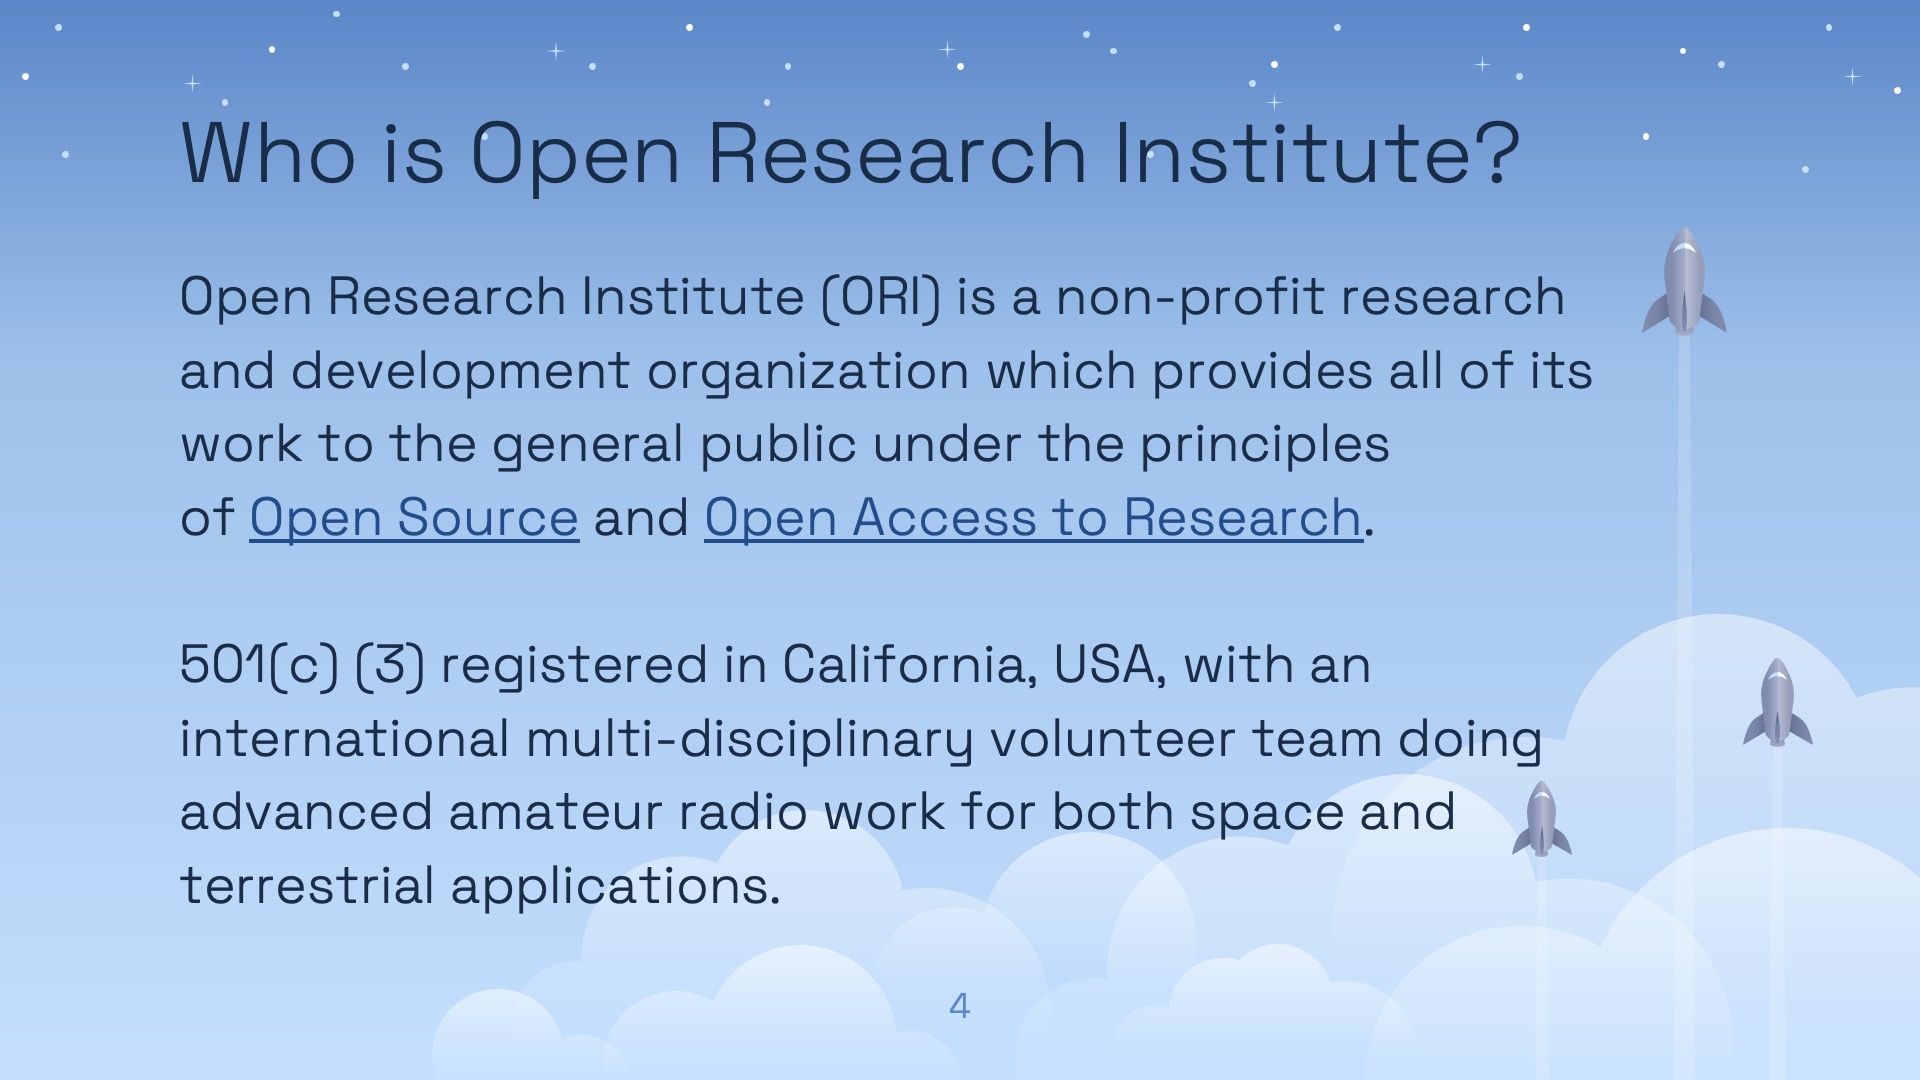 Who is Open Research Institute?
Open Research Institute (ORI) is a non-profit research
and development organization which provides all of its
work to the general public under the principles
of Open Source and Open Access to Research.
501(c) (3) registered in California, USA, with an
international multi-disciplinary volunteer team doing
advanced amateur radio work for both space and
terrestrial applications.
4